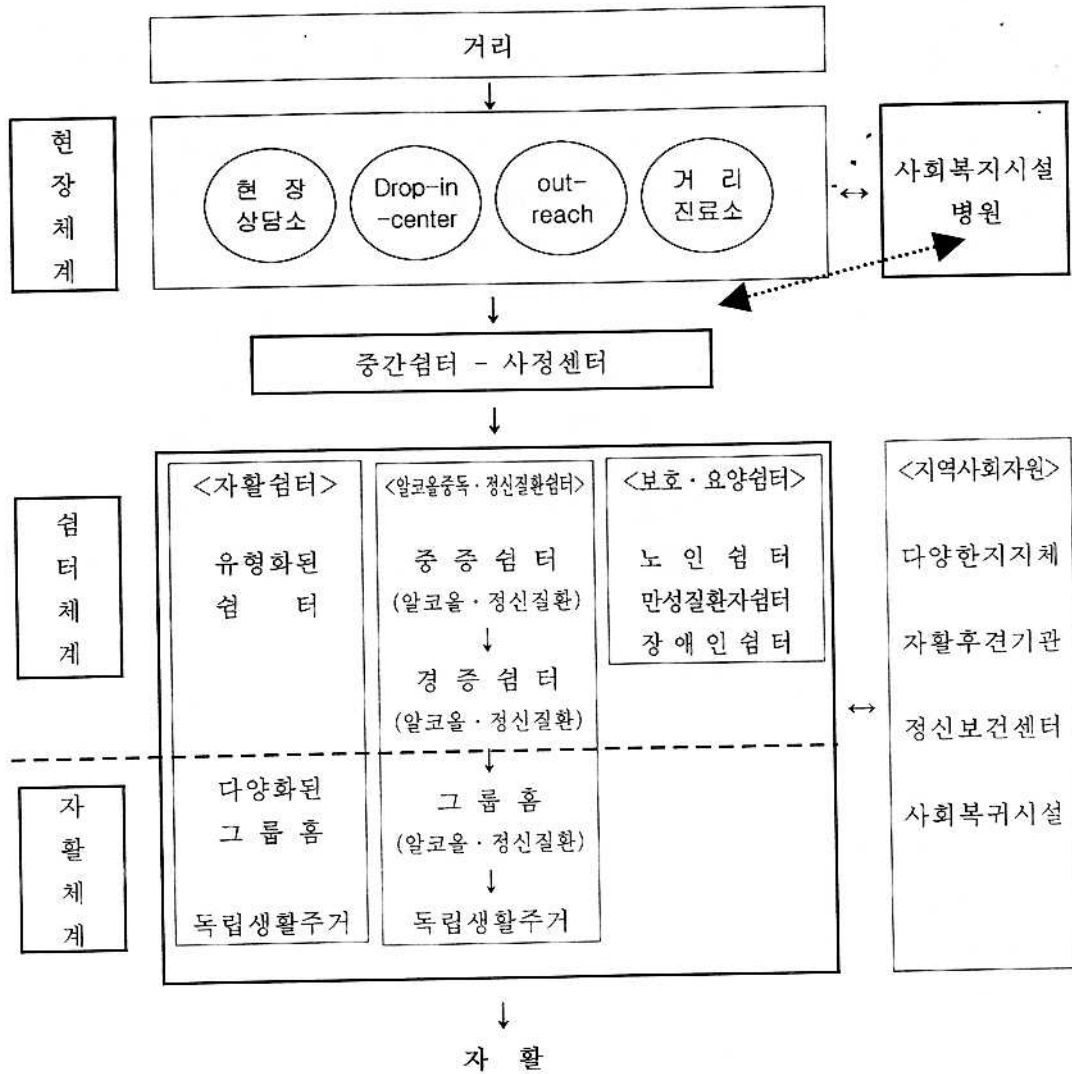 거리
현
장
체
계
현 장
상담소
Drop-in
-center
out-
reach
거 리
진료소
↔
사회복지시설
병원
↓
중간쉼터 - 사정센터
↓
쉼
터
체
계
<자활쉼터>
유형화된
쉼 터
<알코올중독·정신질환쉼터>
중 증 쉼 터
(알코올·정신질환)
↓
경 증 쉼 터
(알코올·정신질환)
<보호·요양쉼터>
노 인 쉼 터
만성질환자쉼터
장 애 인 쉼 터
↔
<지역사회자원>
다양한지지체
자활후견기관
정신보건센터
사회복귀시설
자
활
체
계
다양화된
그 룹 홈
독립생활주거
↓
그 룹 홈
(알코올·정신질환)
↓
독립생활주거
↓
자 활